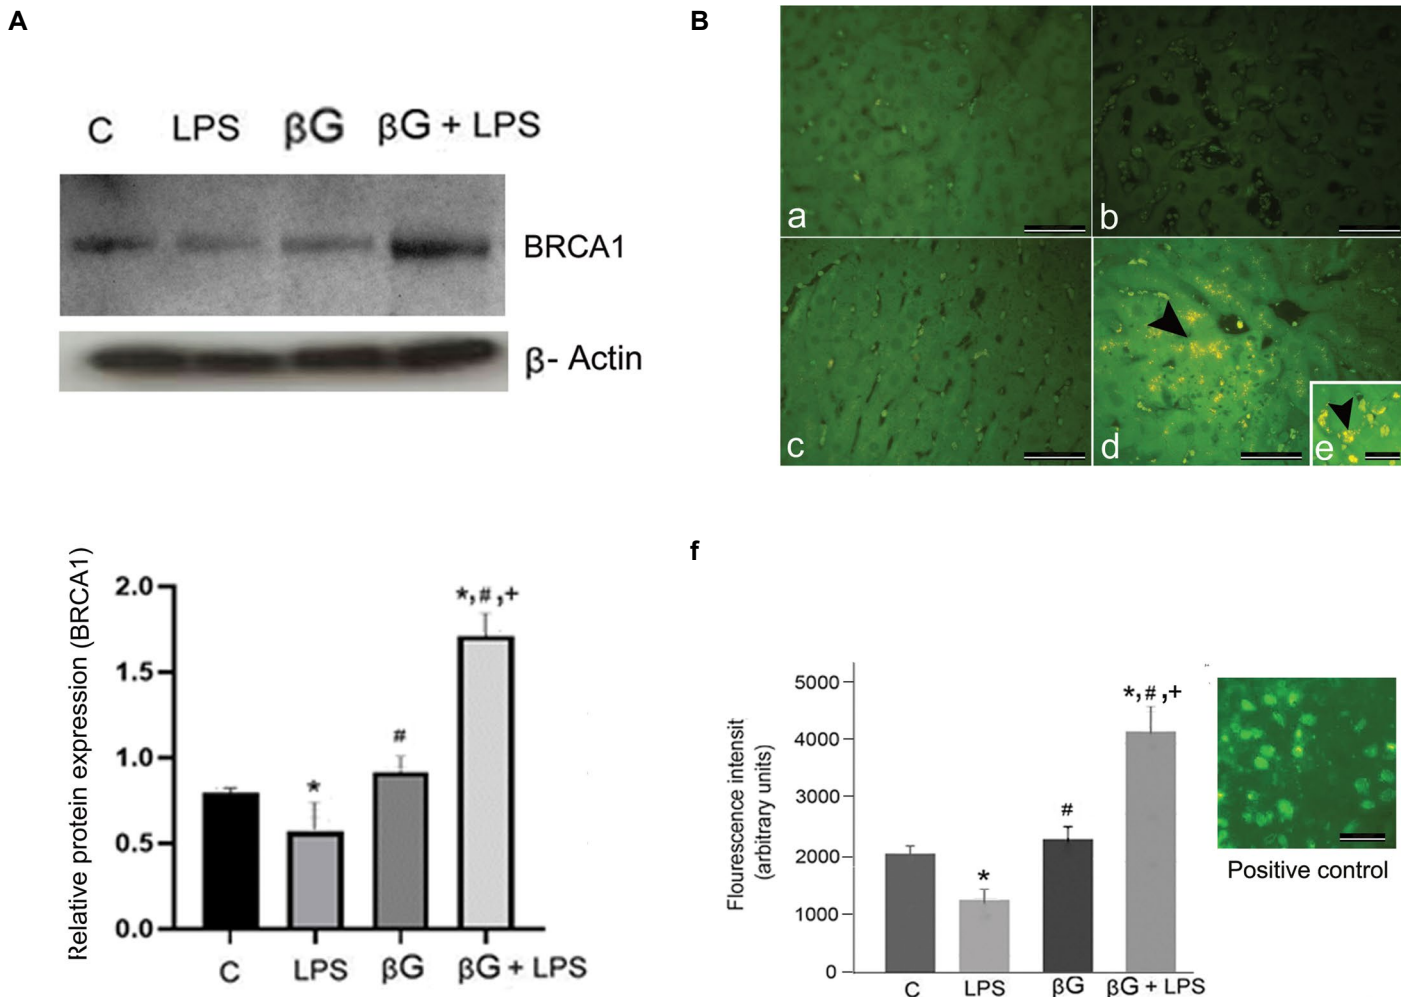 A
C LPS βG βG + LPS
BRCA1
β- Actin
Relative protein expression (BRCA1)
2.0
1.5
1.0
0.5
0.0
*
#
*,#,+
C LPS βG βG + LPS
B
a
b
c
d
e
f
Flourescence intensit
(arbitrary units)
5000
4000
3000
2000
1000
0
*
#
*,#,+
C LPS βG βG + LPS
Positive control